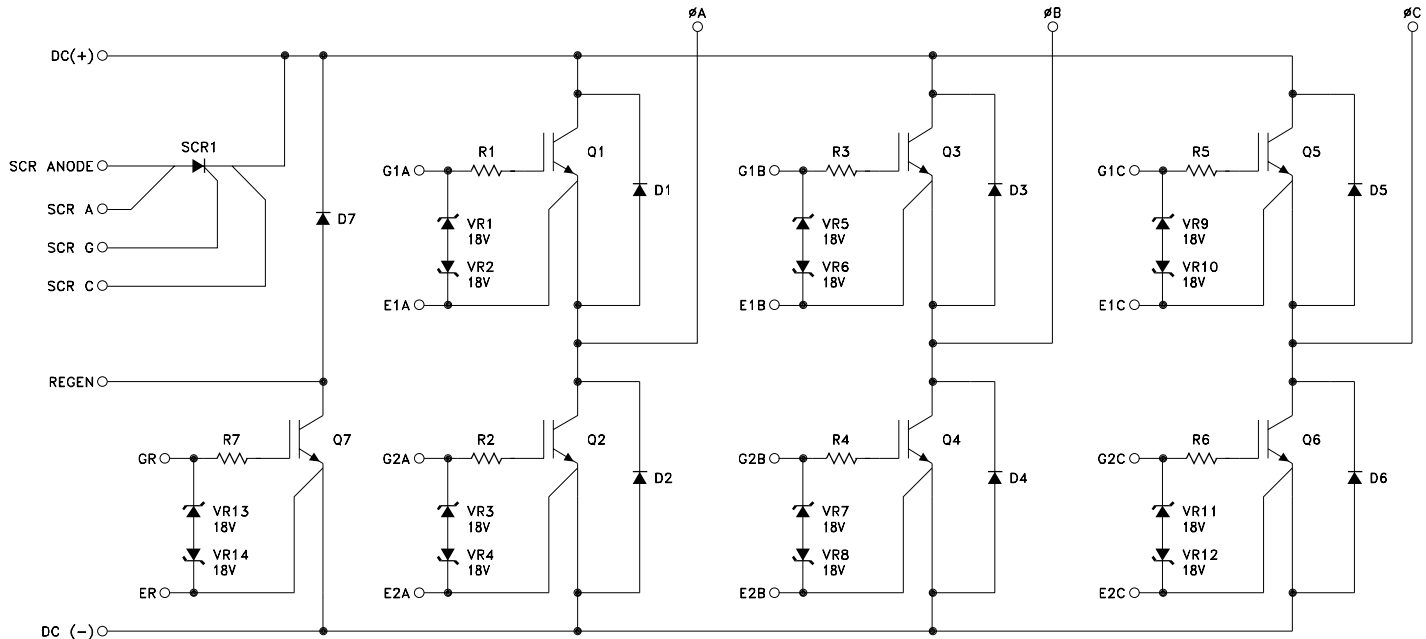 ØA
ØB
ØC
DC(+)
SCR1
SCR ANODE
SCR A
SCR G
SCR C
D7
G1A
R1
Q1
D1
VR1
18V
VR2
18V
E1A
G1B
R3
Q3
D3
VR5
18V
VR6
18V
E1B
G1C
R5
Q5
D5
VR9
18V
VR10
18V
E1C
REGEN
GR
R7
Q7
VR13
18V
VR14
18V
ER
G2A
R2
Q2
D2
VR3
18V
VR4
18V
E2A
G2B
R4
Q4
D4
VR7
18V
VR8
18V
E2B
G2C
R6
Q6
D6
VR11
18V
VR12
18V
E2C
DC (-)